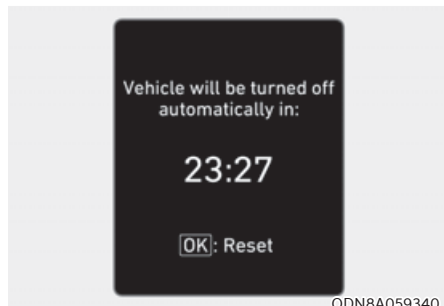 Vehicle will be turned off
automatically in:
23:27
OK: Reset
ODN8A059340